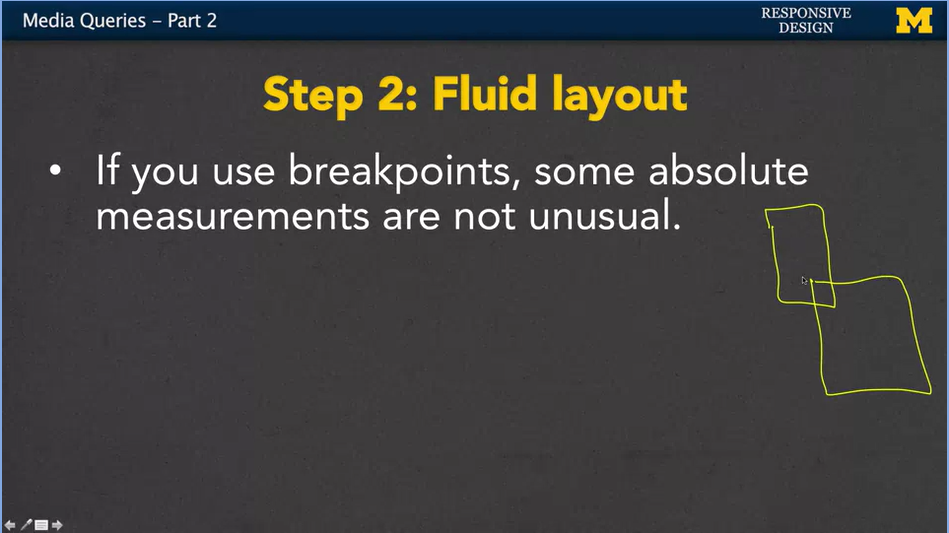 Media Queries – Part 2
RESPONSIVE
DESIGN
M
Step 2: Fluid layout
• If you use breakpoints, some absolute
measurements are not unusual.